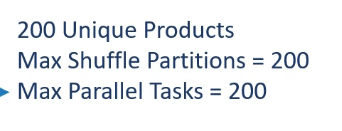 200 Unique Products
Max Shuffle Partitions = 200
Max Parallel Tasks = 200